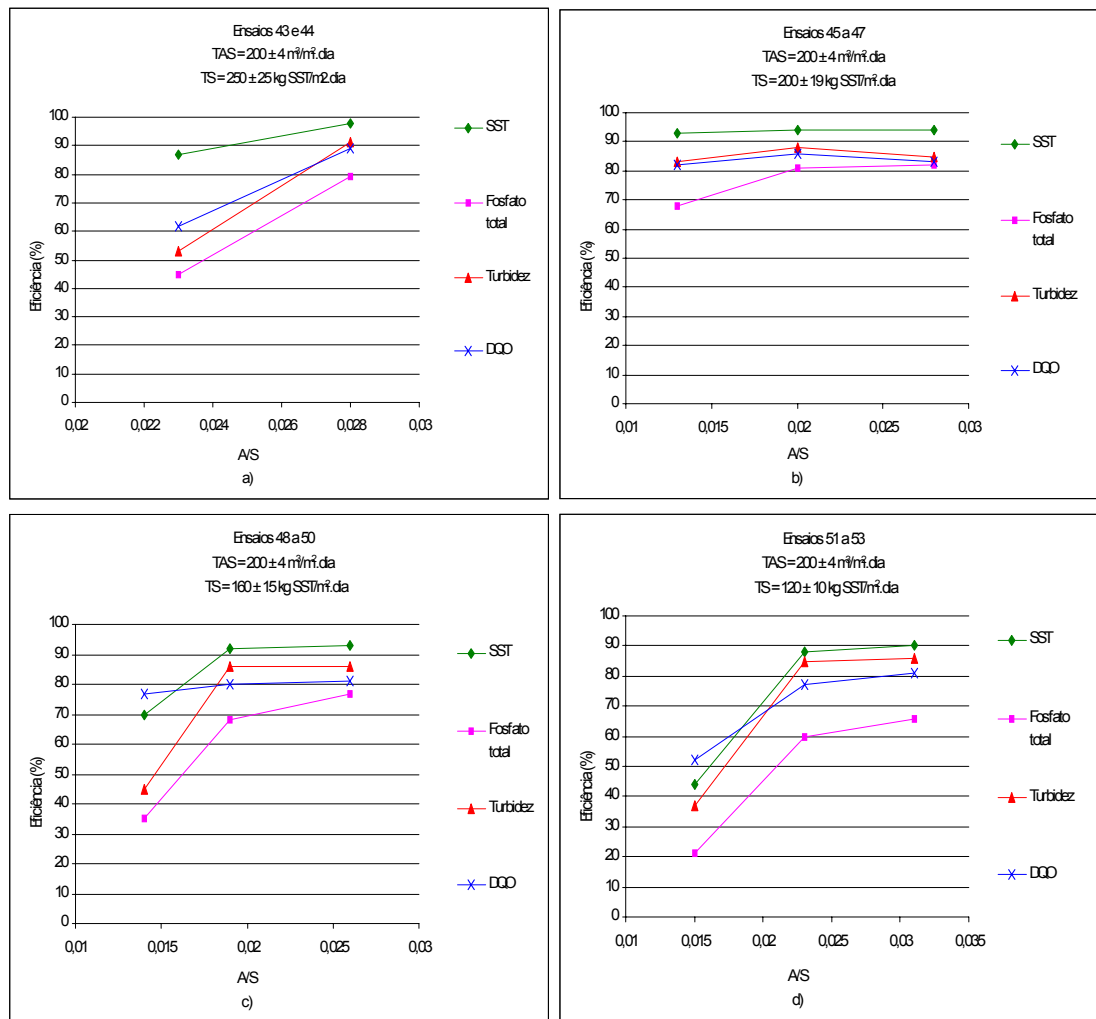 Ensaios 43 e 44
TAS = 200 ± 4 m³/m².dia
TS = 250 ± 25 kg SST/m2.dia
100
90
80
70
60
50
40
30
20
10
0
Eficiência (%)
0,02 0,022 0,024 0,026 0,028 0,03
A/S
a)
SST
Fosfato
total
Turbidez
DQO
Ensaios 45 a 47
TAS = 200 ± 4 m³/m².dia
TS = 200 ± 19 kg SST/m².dia
100
90
80
70
60
50
40
30
20
10
0
Eficiência (%)
0,01 0,015 0,02 0,025 0,03
A/S
b)
SST
Fosfato
total
Turbidez
DQO
Ensaios 48 a 50
TAS = 200 ± 4 m³/m².dia
TS = 160 ± 15 kg SST/m².dia
100
90
80
70
60
50
40
30
20
10
0
Eficiência (%)
0,01 0,015 0,02 0,025 0,03
A/S
c)
SST
Fosfato
total
Turbidez
DQO
Ensaios 51 a 53
TAS = 200 ± 4 m³/m².dia
TS = 120 ± 10 kg SST/m².dia
100
90
80
70
60
50
40
30
20
10
0
Eficiência (%)
0,01 0,015 0,02 0,025 0,03 0,035
A/S
d)
SST
Fosfato
total
Turbidez
DQO